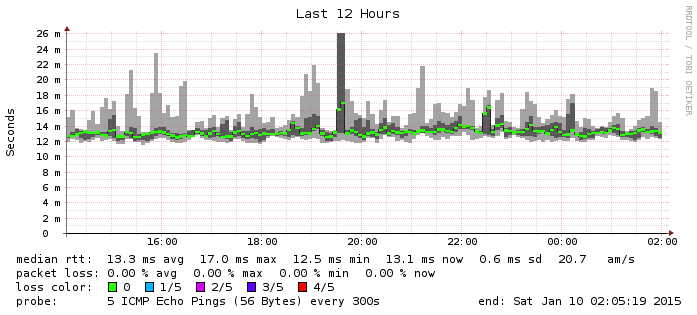 Last 12 Hours
RRDTOOL / TOBI OETIKER
Seconds
26 m
24 m
22 m
20 m
18 m
16 m
14 m
12 m
10 m
8 m
6 m
4 m
2 m
0
16:00 18:00 20:00 22:00 00:00 02:00
median rtt: 13.3 ms avg 17.0 ms max 12.5 ms min 13.1 ms now 0.6 ms sd 20.7 am/s
packet loss: 0.00 % avg 0.00 % max 0.00 % min 0.00 % now
loss color: 0 1/5 2/5 3/5 4/5
probe: 5 ICMP Echo Pings (56 Bytes) every 300s end: Sat Jan 10 02:05:19 2015